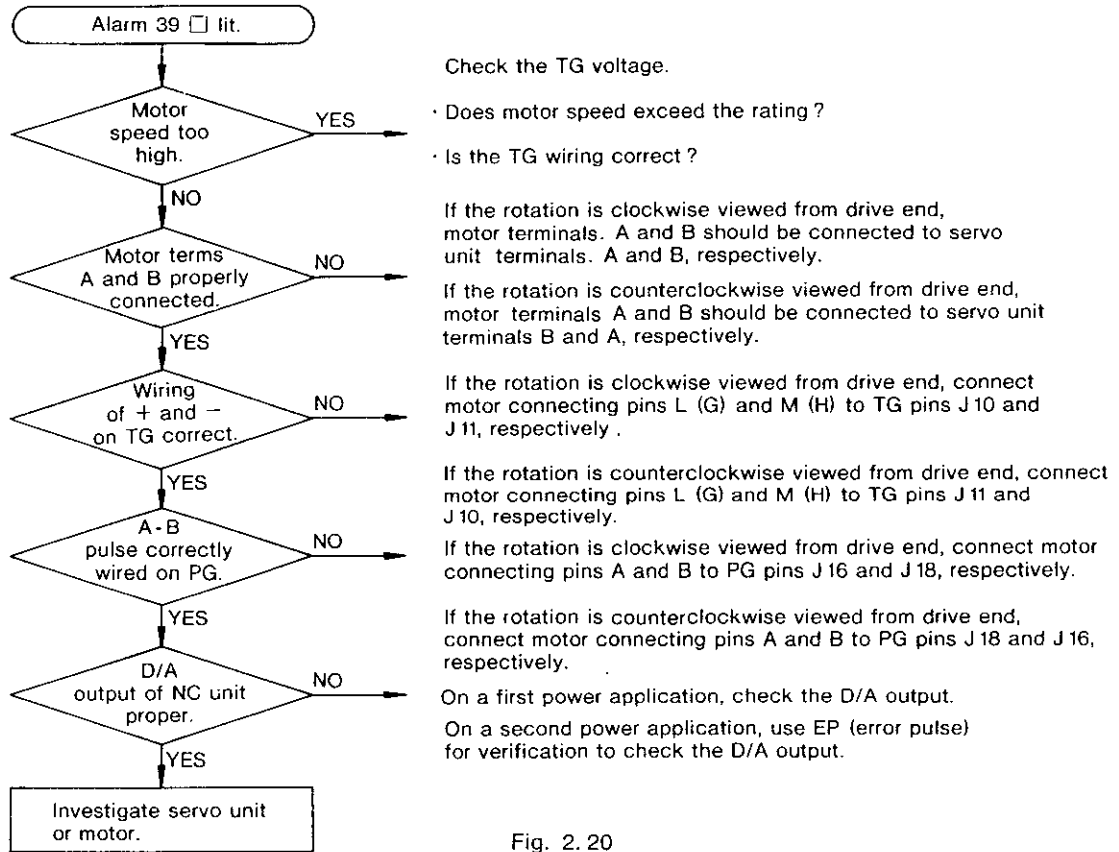 Alarm 39 □ lit.
Motor
speed too
high.
YES
NO
Check the TG voltage.
· Does motor speed exceed the rating ?
· Is the TG wiring correct ?
Motor terms
A and B properly
connected.
NO
YES
If the rotation is clockwise viewed from drive end,
motor terminals. A and B should be connected to servo
unit terminals. A and B, respectively.
If the rotation is counterclockwise viewed from drive end,
motor terminals A and B should be connected to servo unit
terminals B and A, respectively.
Wiring
of + and −
on TG correct.
NO
YES
If the rotation is clockwise viewed from drive end, connect
motor connecting pins L (G) and M (H) to TG pins J 10 and
J 11, respectively .
If the rotation is counterclockwise viewed from drive end, connect
motor connecting pins L (G) and M (H) to TG pins J 11 and
J 10, respectively.
A - B
pulse correctly
wired on PG.
NO
YES
If the rotation is clockwise viewed from drive end, connect motor
connecting pins A and B to PG pins J 16 and J 18, respectively.
If the rotation is counterclockwise viewed from drive end,
connect motor connecting pins A and B to PG pins J 18 and J 16,
respectively.
D/A
output of NC unit
proper.
NO
YES
On a first power application, check the D/A output.
On a second power application, use EP (error pulse)
for verification to check the D/A output.
Investigate servo unit
or motor.
Fig. 2. 20